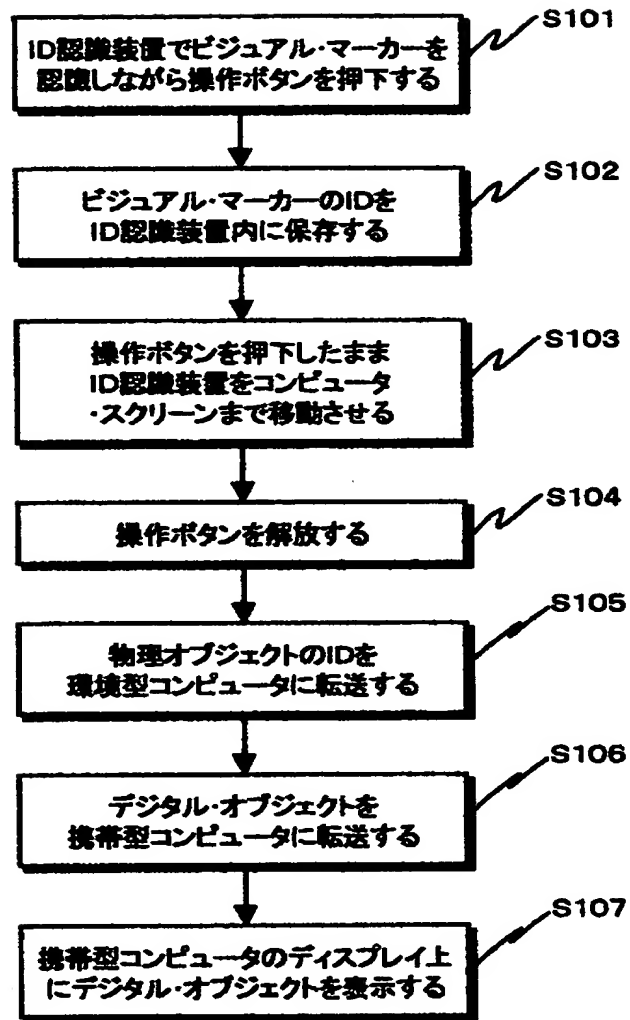 S101
ID認識装置でビジュアル・マーカーを
認識しながら操作ボタンを押下する
S102
ビジュアル・マーカーのIDを
ID認識装置内に保存する
S103
操作ボタンを押下したまま
ID認識装置をコンピュータ
・スクリーンまで移動させる
S104
操作ボタンを解放する
S105
物理オブジェクトのIDを
環境型コンピュータに転送する
S106
デジタル・オブジェクトを
携帯型コンピュータに転送する
S107
携帯型コンピュータのディスプレイ上
にデジタル・オブジェクトを表示する